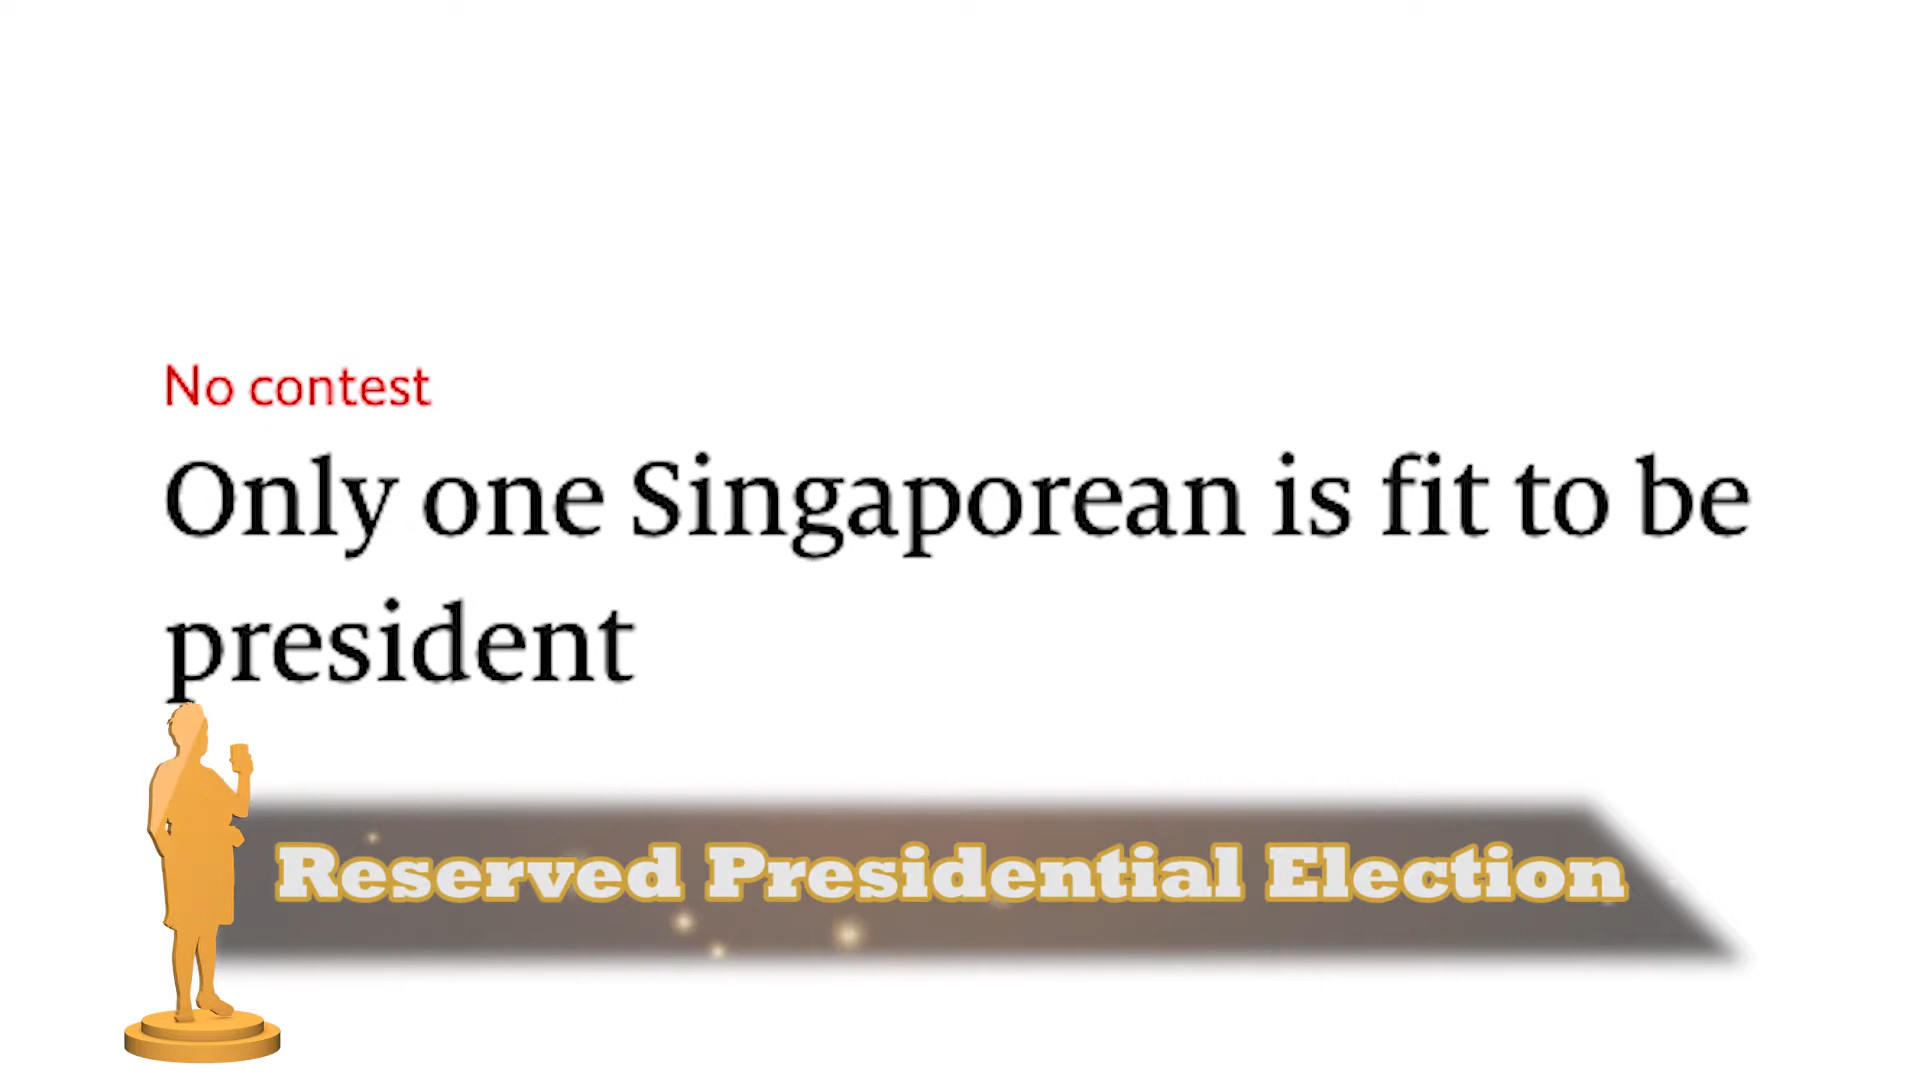 No contest
Only one Singaporean is fit to be
president
Reserved Presidential Election